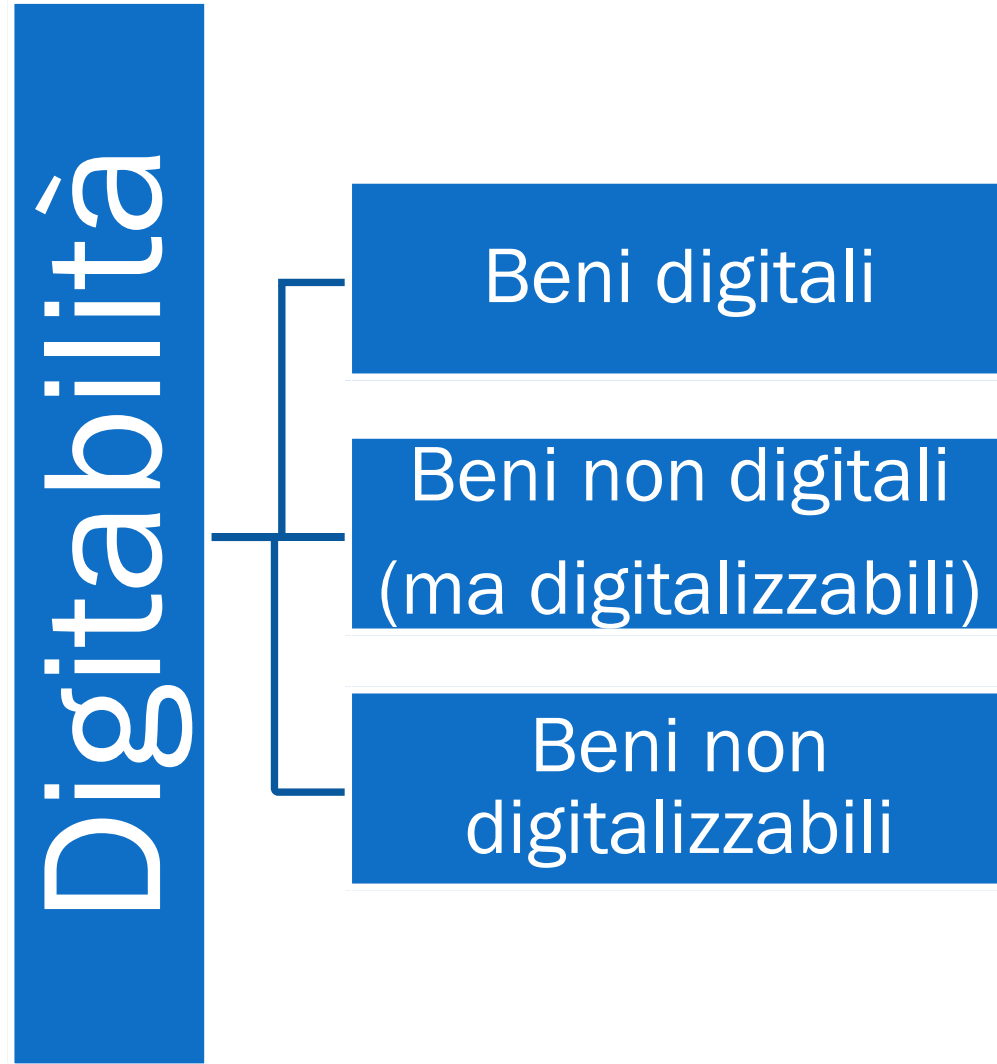 Digitabilità
Beni digitali
Beni non digitali
(ma digitalizzabili)
Beni non
digitalizzabili